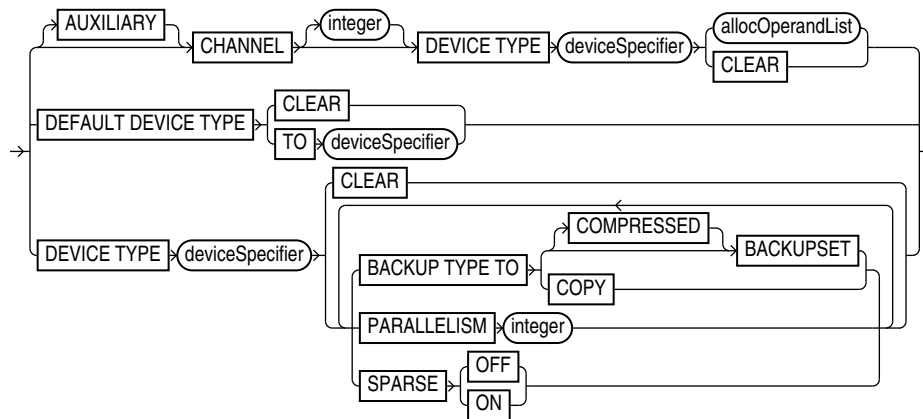 AUXILIARY CHANNEL integer DEVICE TYPE deviceSpecifier allocOperandList
CLEAR
DEFAULT DEVICE TYPE CLEAR
TO deviceSpecifier
CLEAR
DEVICE TYPE deviceSpecifier
COMPRESSED
BACKUP TYPE TO BACKUPSET
COPY
PARALLELISM integer
OFF
SPARSE
ON